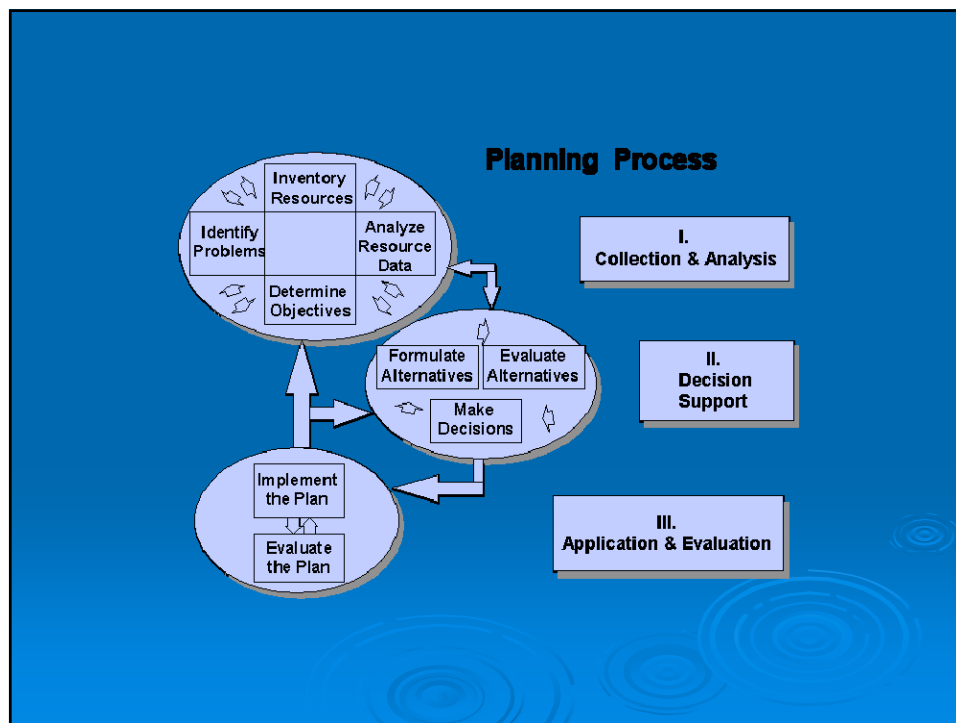 Planning Process
Inventory
Resources
Identify
Problems
Analyze
Resource
Data
Determine
Objectives
I.
Collection & Analysis
Formulate
Alternatives
Evaluate
Alternatives
Make
Decisions
II.
Decision
Support
Implement
the Plan
Evaluate
the Plan
III.
Application & Evaluation